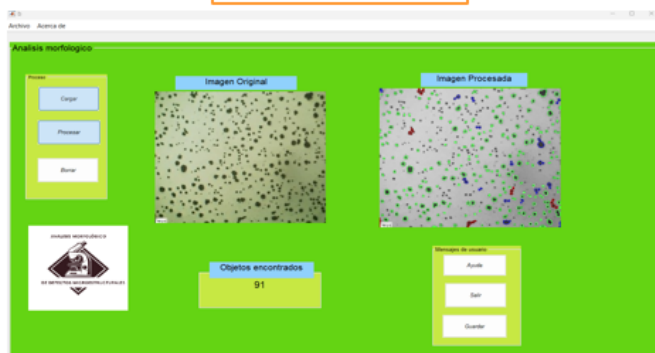 Archivo Acerca de
Analisis morfologico
Proceso
Cargar
Procesar
Borrar
Imagen Original
Imagen Procesada
ANALISIS MORFOLÓGICO
DE DEFECTOS MICROESTRUCTURALES
Objetos encontrados
91
Mensajes de usuario
Ayuda
Salir
Guardar